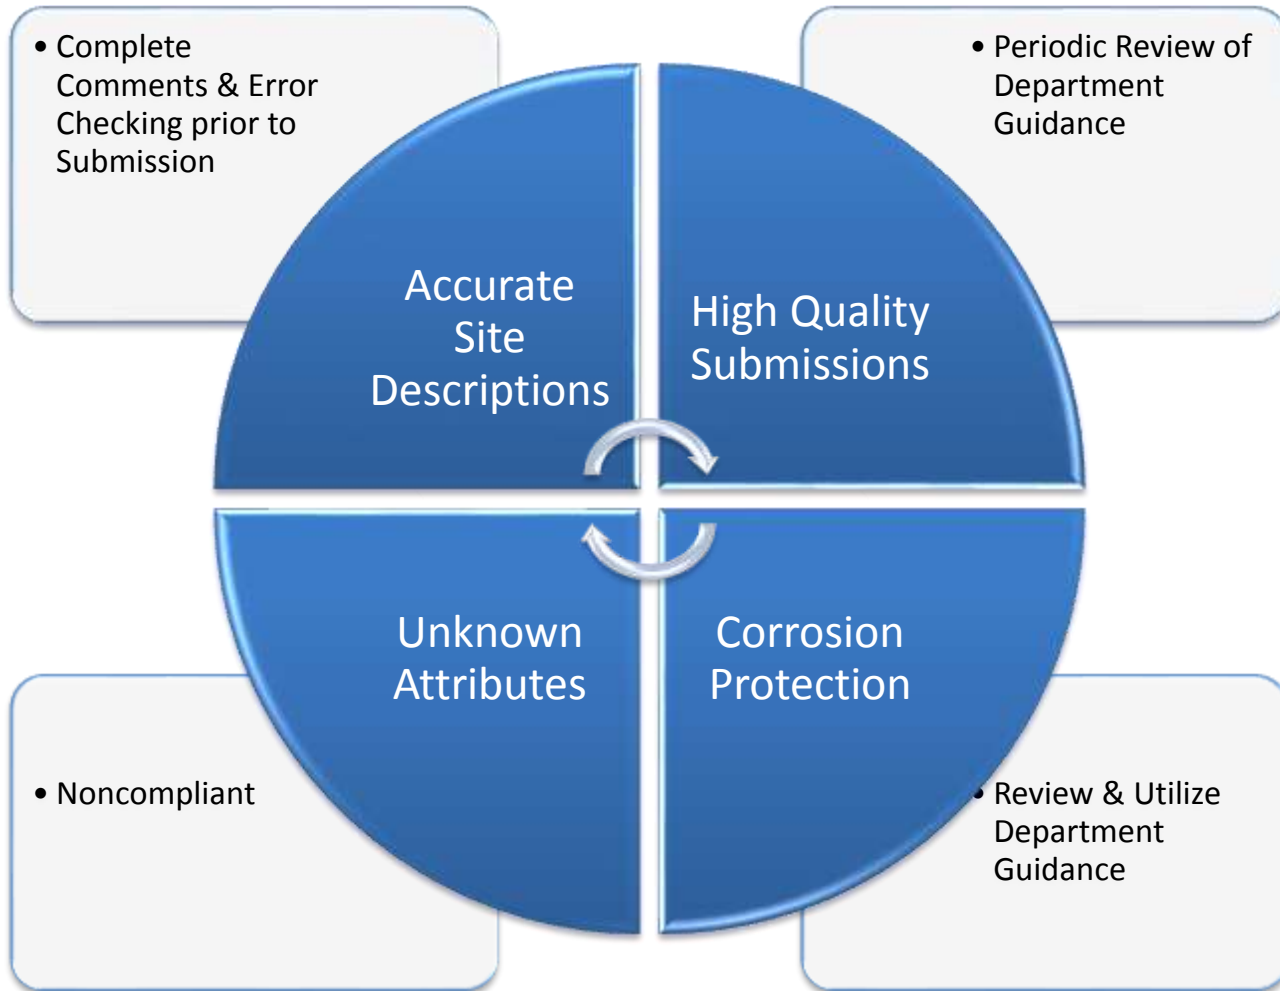 • Complete
Comments & Error
Checking prior to
Submission
• Periodic Review of
Department
Guidance
Accurate
Site
Descriptions
High Quality
Submissions
Unknown
Attributes
Corrosion
Protection
• Noncompliant
• Review & Utilize
Department
Guidance